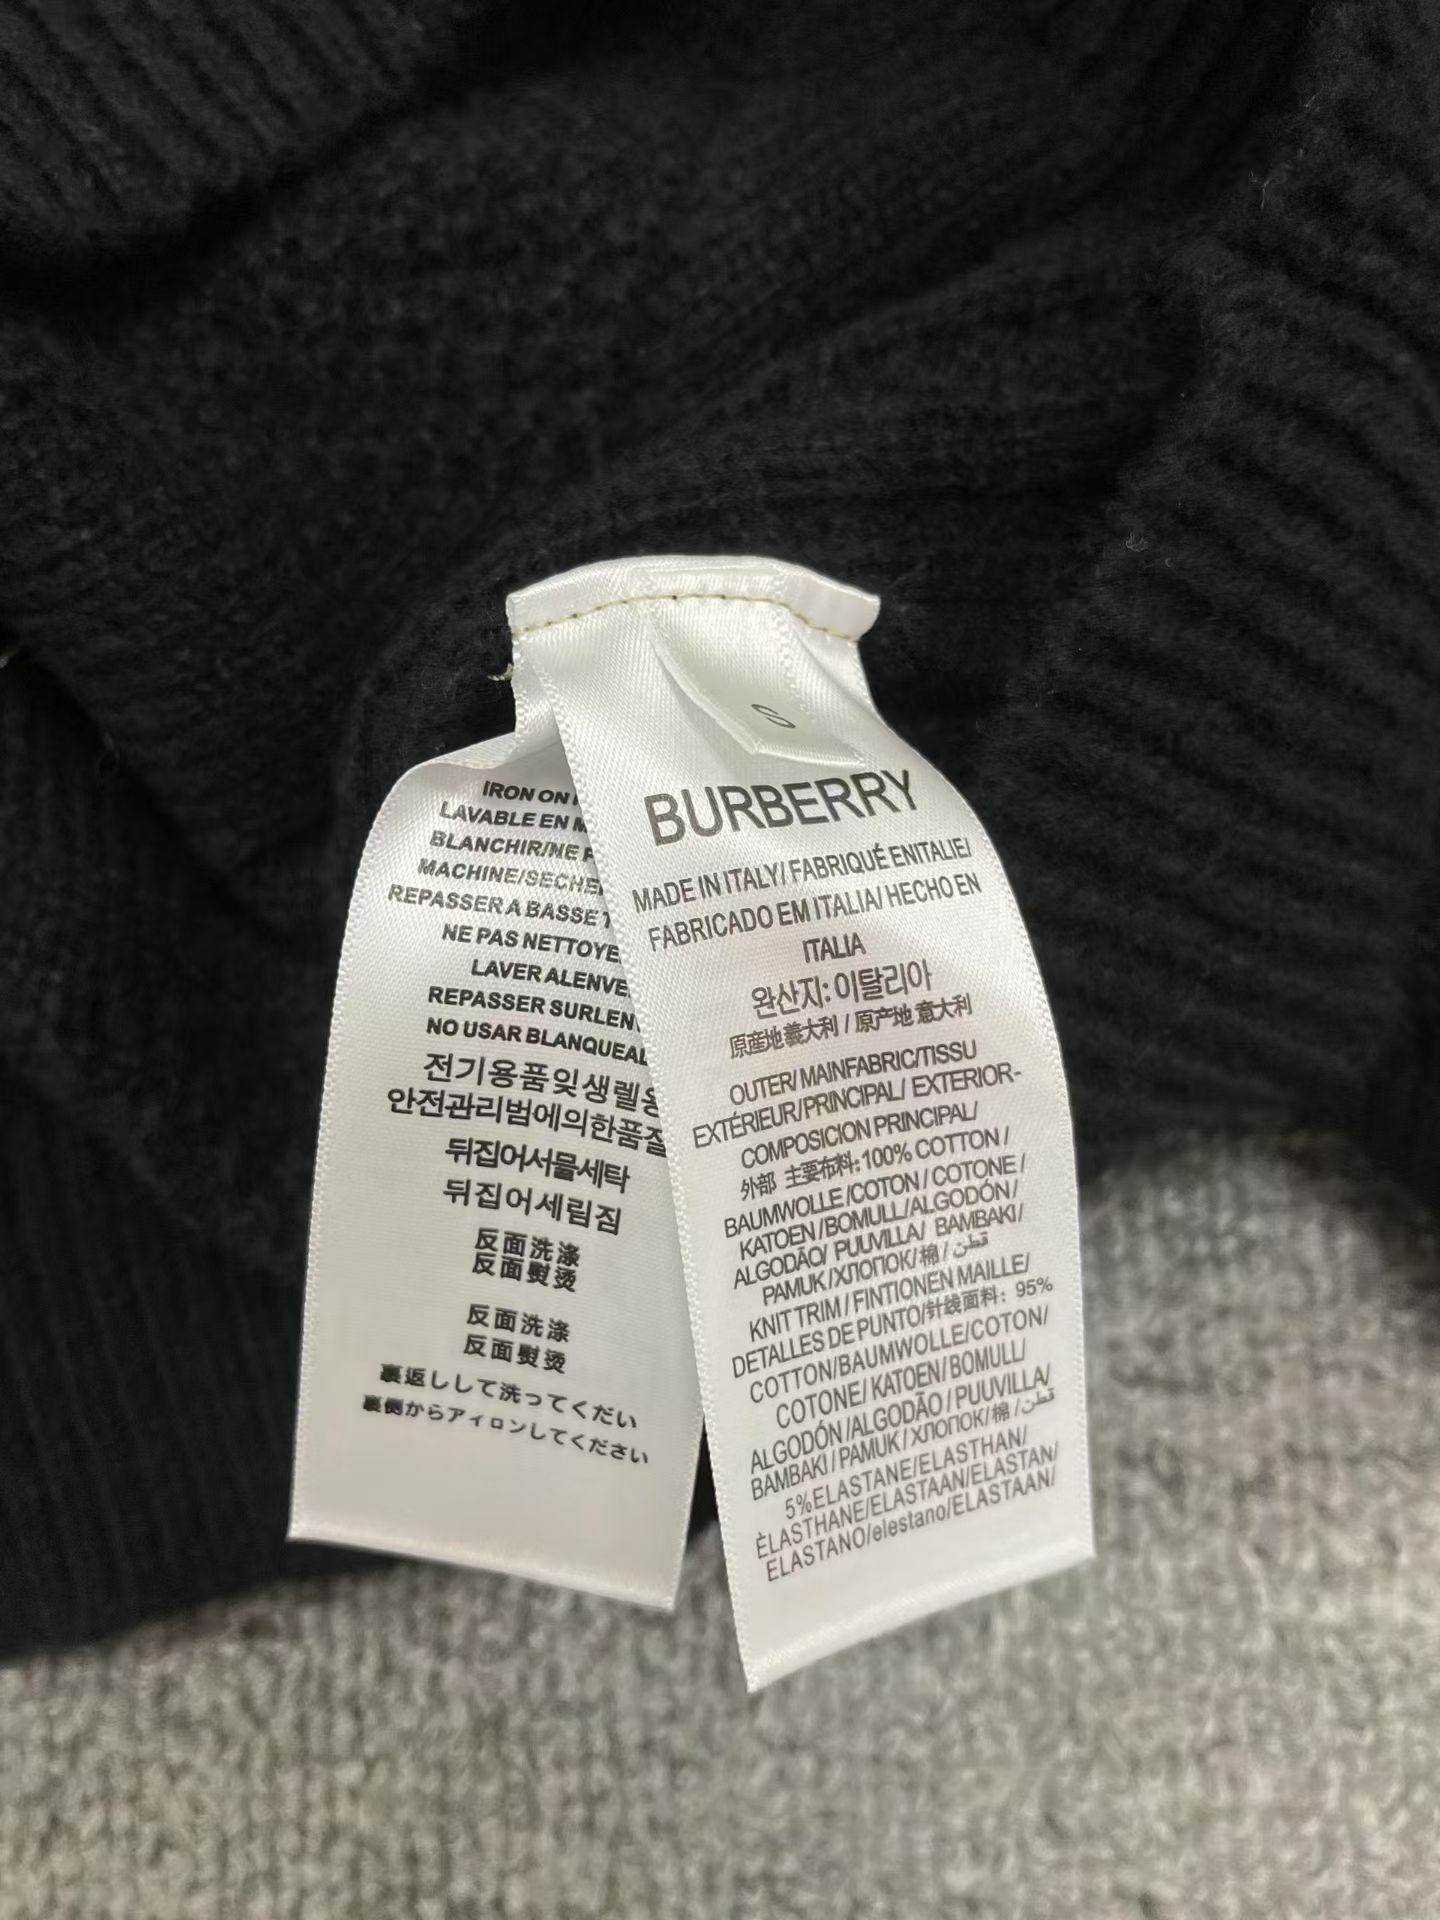 IRON ON
LAVABLE EN
BLANCHIR/NE
MACHINE/SECHE
REPASSER A BASSE
NE PAS NETTOYE
LAVER ALENVE
REPASSER SURLEN
NO USAR BLANQUEAL
전기용품및생렐용
안전관리범에의한품질
뒤집어서물세탁
뒤집어세림짐
反面洗涤
反面熨烫
反面洗涤
反面熨烫
裏返しして洗ってくだい
裏側からアイロンしてください
S
BURBERRY
MADE IN ITALY/ FABRIQUÉ ENITALIE/
FABRICADO EM ITALIA/ HECHO EN
ITALIA
완산지: 이탈리아
原産地義大利 / 原产地 意大利
OUTER/ MAINFABRIC/TISSU
EXTÉRIEUR/PRINCIPAL/ EXTERIOR-
COMPOSICION PRINCIPAL/
外部 主要布料: 100% COTTON /
BAUMWOLLE /COTON / COTONE /
KATOEN /BOMULL/ALGODÓN /
ALGODÃO/ PUUVILLA/ BAMBAKI /
PAMUK / ХЛОПОК/ 棉 / قطن
KNIT TRIM / FINTIONEN MAILLE/
DETALLES DE PUNTO/针线面料: 95%
COTTON/BAUMWOLLE/COTON/
COTONE/ KATOEN/ BOMULL/
ALGODÓN /ALGODÃO / PUUVILLA/
BAMBAKI / PAMUK / ХЛОПОК/ 棉 / قطن
5%ELASTANE/ELASTHAN/
ÈLASTHANE/ELASTAAN/ELASTAN/
ELASTANO/elestano/ELASTAAN/